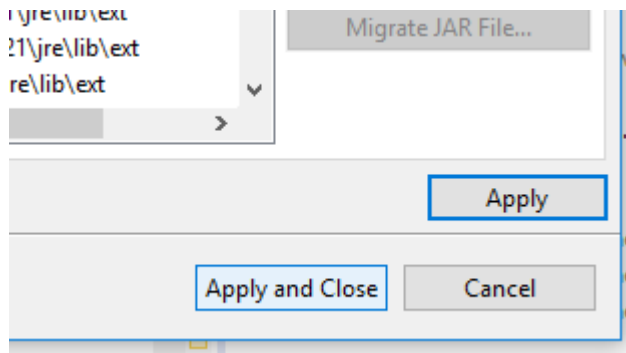 \jre\lib\ext
21\jre\lib\ext
re\lib\ext
Migrate JAR File...
Apply
Apply and Close
Cancel